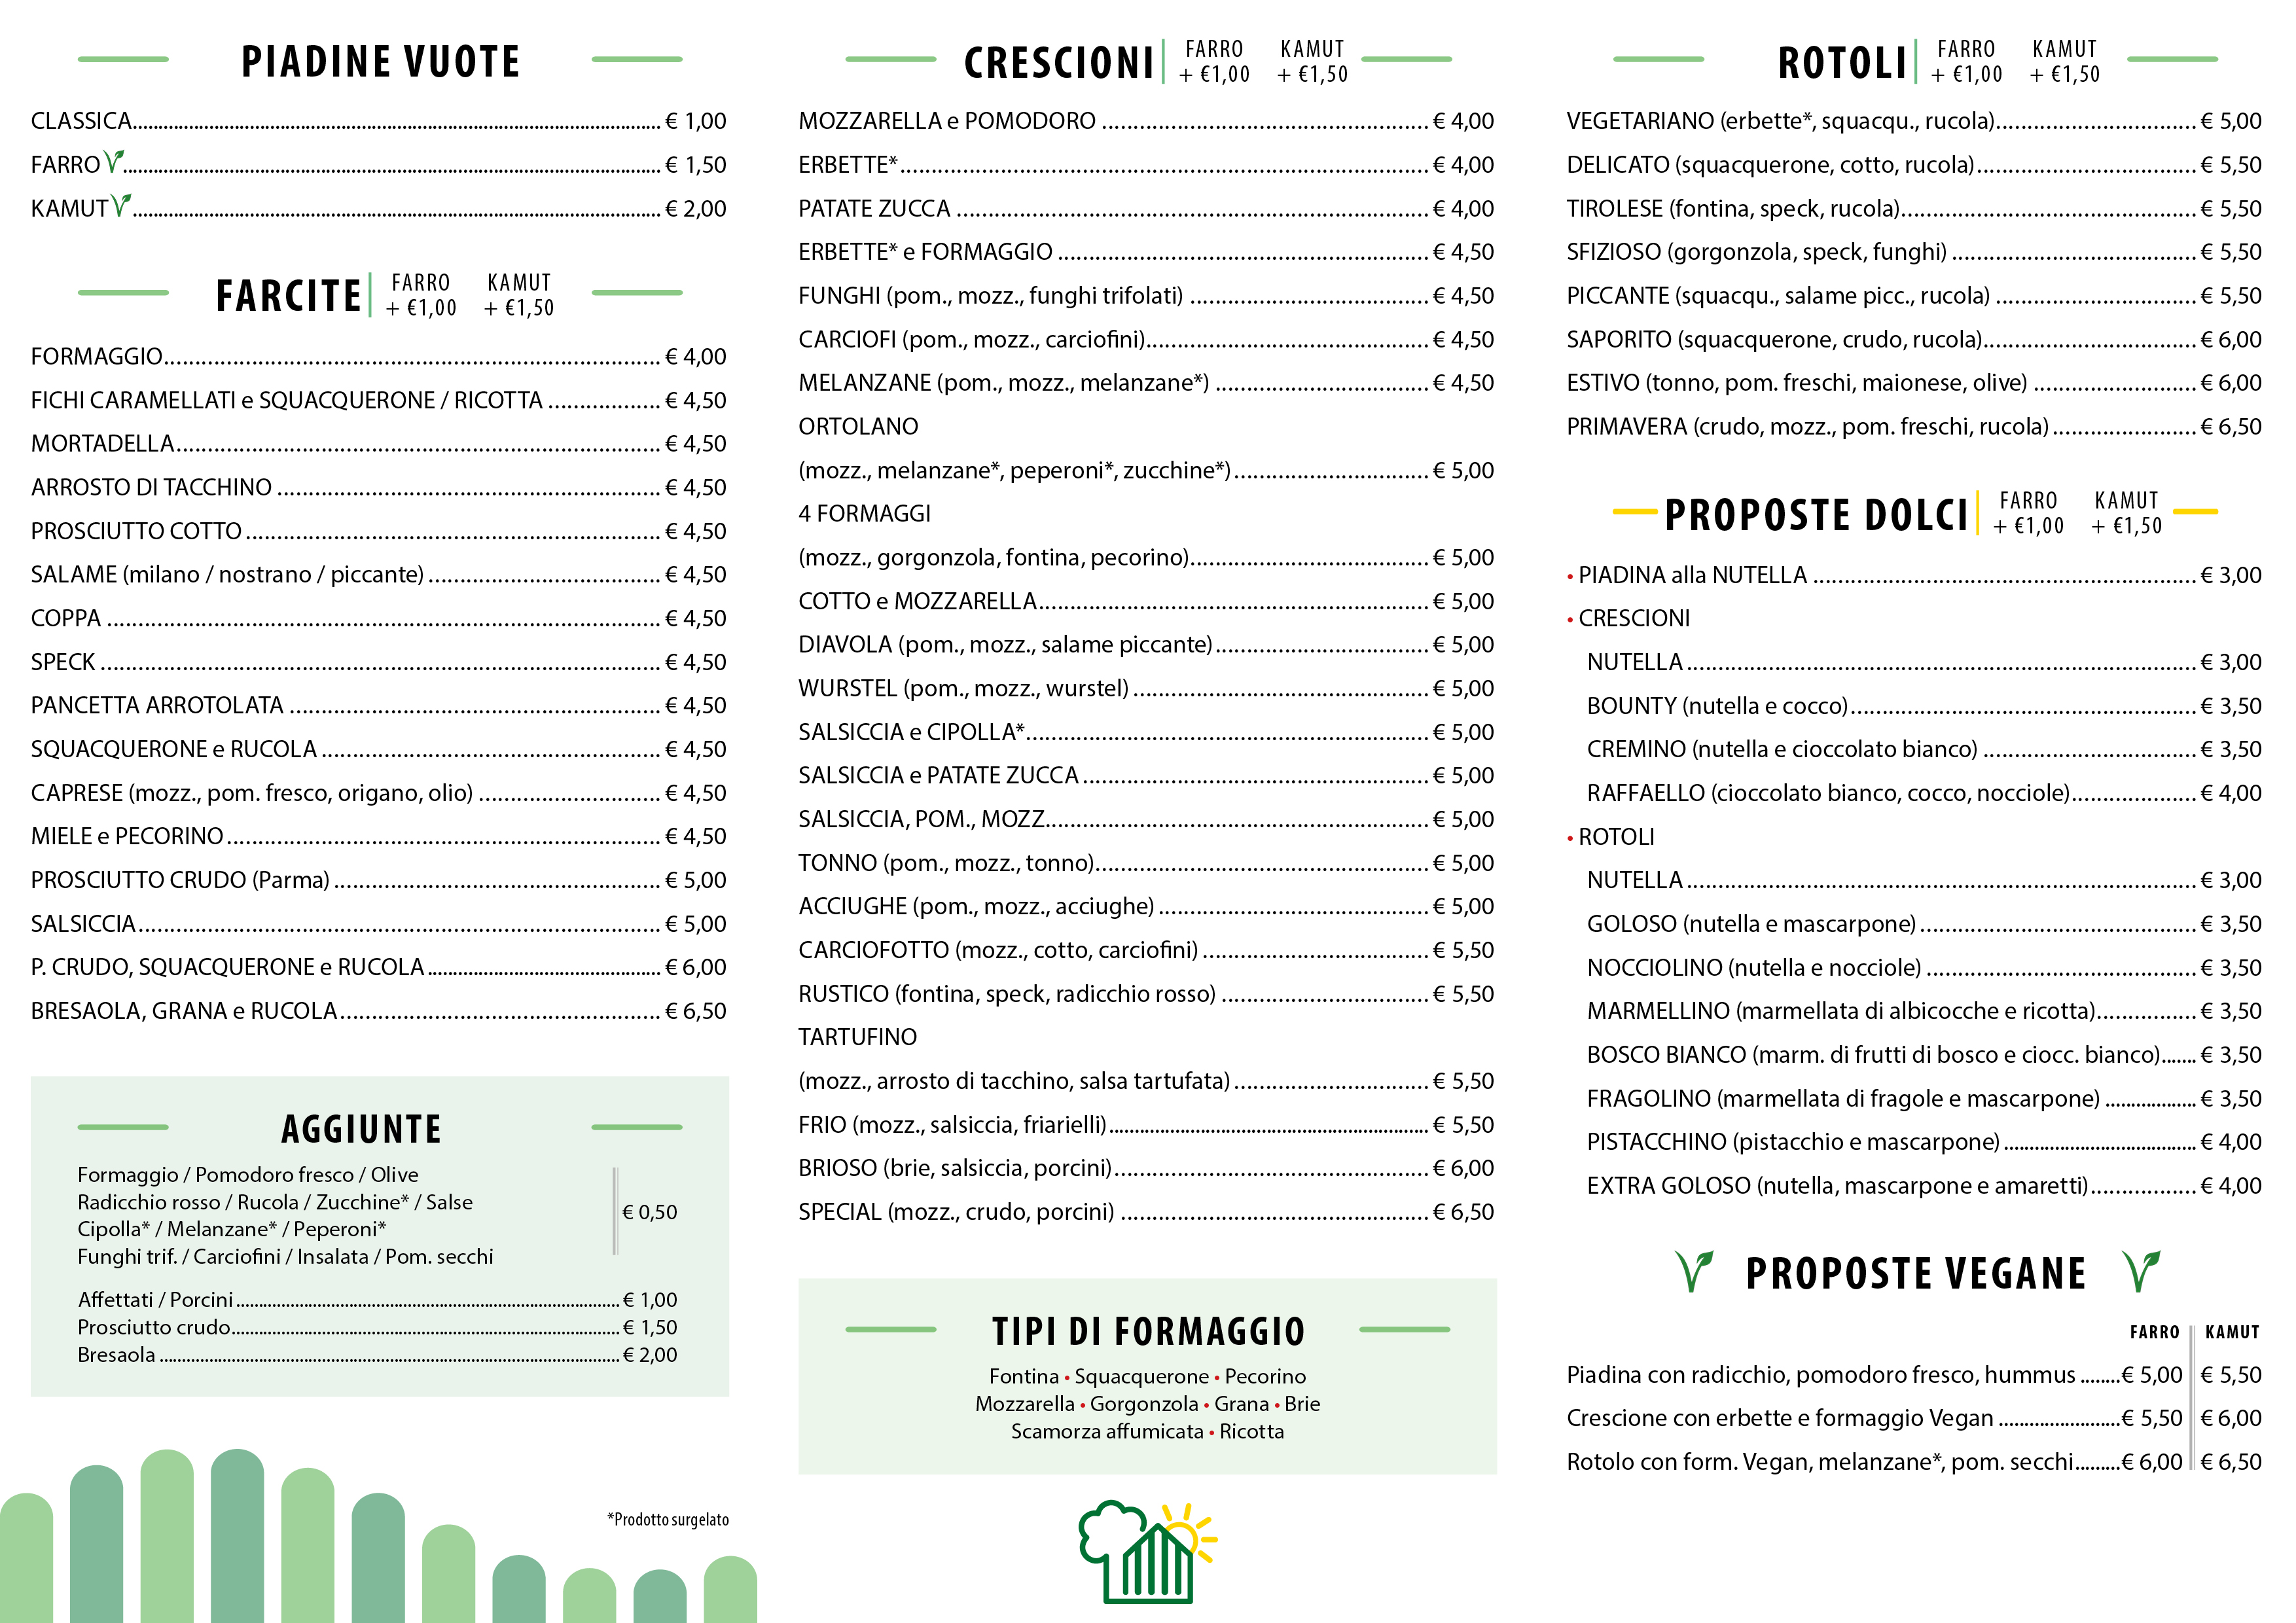 PIADINE VUOTE
CLASSICA € 1,00
FARRO € 1,50
KAMUT € 2,00
FARCITE FARRO + €1,00 KAMUT + €1,50
FORMAGGIO € 4,00
FICHI CARAMELLATI e SQUACQUERONE / RICOTTA € 4,50
MORTADELLA € 4,50
ARROSTO DI TACCHINO € 4,50
PROSCIUTTO COTTO € 4,50
SALAME (milano / nostrano / piccante) € 4,50
COPPA € 4,50
SPECK € 4,50
PANCETTA ARROTOLATA € 4,50
SQUACQUERONE e RUCOLA € 4,50
CAPRESE (mozz., pom. fresco, origano, olio) € 4,50
MIELE e PECORINO € 4,50
PROSCIUTTO CRUDO (Parma) € 5,00
SALSICCIA € 5,00
P. CRUDO, SQUACQUERONE e RUCOLA € 6,00
BRESAOLA, GRANA e RUCOLA € 6,50
AGGIUNTE
Formaggio / Pomodoro fresco / Olive
Radicchio rosso / Rucola / Zucchine* / Salse
€ 0,50
Cipolla* / Melanzane* / Peperoni*
Funghi trif. / Carciofini / Insalata / Pom. secchi
Affettati / Porcini € 1,00
Prosciutto crudo € 1,50
Bresaola € 2,00
*Prodotto surgelato
CRESCIONI FARRO + €1,00 KAMUT + €1,50
MOZZARELLA e POMODORO € 4,00
ERBETTE* € 4,00
PATATE ZUCCA € 4,00
ERBETTE* e FORMAGGIO € 4,50
FUNGHI (pom., mozz., funghi trifolati) € 4,50
CARCIOFI (pom., mozz., carciofini) € 4,50
MELANZANE (pom., mozz., melanzane*) € 4,50
ORTOLANO
(mozz., melanzane*, peperoni*, zucchine*) € 5,00
4 FORMAGGI
(mozz., gorgonzola, fontina, pecorino) € 5,00
COTTO e MOZZARELLA € 5,00
DIAVOLA (pom., mozz., salame piccante) € 5,00
WURSTEL (pom., mozz., wurstel) € 5,00
SALSICCIA e CIPOLLA* € 5,00
SALSICCIA e PATATE ZUCCA € 5,00
SALSICCIA, POM., MOZZ. € 5,00
TONNO (pom., mozz., tonno) € 5,00
ACCIUGHE (pom., mozz., acciughe) € 5,00
CARCIOFOTTO (mozz., cotto, carciofini) € 5,50
RUSTICO (fontina, speck, radicchio rosso) € 5,50
TARTUFINO
(mozz., arrosto di tacchino, salsa tartufata) € 5,50
FRIO (mozz., salsiccia, friarielli) € 5,50
BRIOSO (brie, salsiccia, porcini) € 6,00
SPECIAL (mozz., crudo, porcini) € 6,50
TIPI DI FORMAGGIO
Fontina • Squacquerone • Pecorino
Mozzarella • Gorgonzola • Grana • Brie
Scamorza affumicata • Ricotta
ROTOLI FARRO + €1,00 KAMUT + €1,50
VEGETARIANO (erbette*, squacqu., rucola) € 5,00
DELICATO (squacquerone, cotto, rucola) € 5,50
TIROLESE (fontina, speck, rucola) € 5,50
SFIZIOSO (gorgonzola, speck, funghi) € 5,50
PICCANTE (squacqu., salame picc., rucola) € 5,50
SAPORITO (squacquerone, crudo, rucola) € 6,00
ESTIVO (tonno, pom. freschi, maionese, olive) € 6,00
PRIMAVERA (crudo, mozz., pom. freschi, rucola) € 6,50
PROPOSTE DOLCI FARRO + €1,00 KAMUT + €1,50
• PIADINA alla NUTELLA € 3,00
• CRESCIONI
NUTELLA € 3,00
BOUNTY (nutella e cocco) € 3,50
CREMINO (nutella e cioccolato bianco) € 3,50
RAFFAELLO (cioccolato bianco, cocco, nocciole) € 4,00
• ROTOLI
NUTELLA € 3,00
GOLOSO (nutella e mascarpone) € 3,50
NOCCIOLINO (nutella e nocciole) € 3,50
MARMELLINO (marmellata di albicocche e ricotta) € 3,50
BOSCO BIANCO (marm. di frutti di bosco e ciocc. bianco) € 3,50
FRAGOLINO (marmellata di fragole e mascarpone) € 3,50
PISTACCHINO (pistacchio e mascarpone) € 4,00
EXTRA GOLOSO (nutella, mascarpone e amaretti) € 4,00
PROPOSTE VEGANE
FARRO KAMUT
Piadina con radicchio, pomodoro fresco, hummus € 5,00 € 5,50
Crescione con erbette e formaggio Vegan € 5,50 € 6,00
Rotolo con form. Vegan, melanzane*, pom. secchi € 6,00 € 6,50